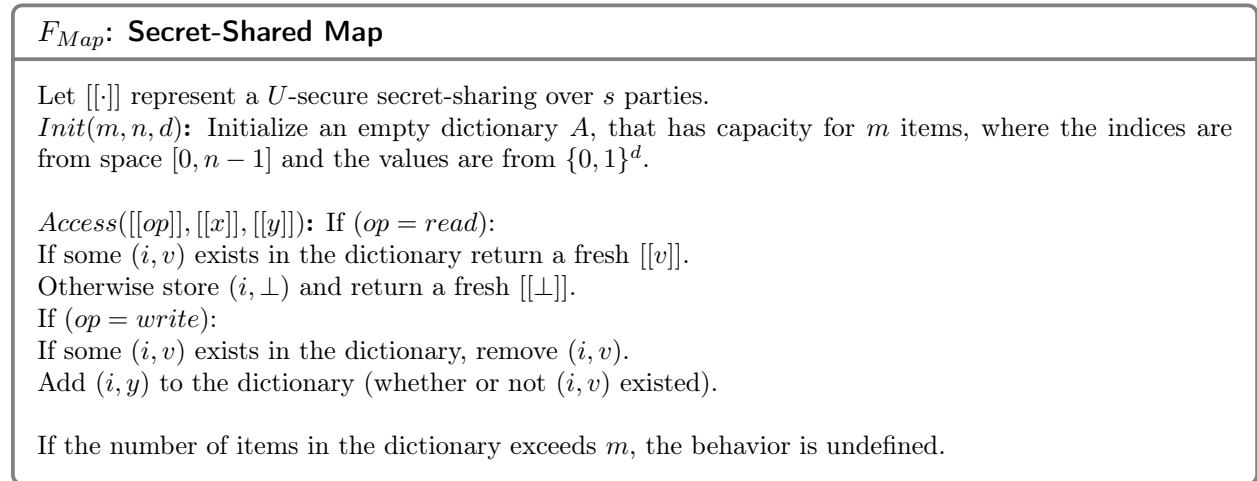 F_{Map}: Secret-Shared Map
Let [[·]] represent a U-secure secret-sharing over s parties.
Init(m, n, d): Initialize an empty dictionary A, that has capacity for m items, where the indices are
from space [0, n − 1] and the values are from {0, 1}^d.
Access([[op]], [[x]], [[y]]): If (op = read):
If some (i, v) exists in the dictionary return a fresh [[v]].
Otherwise store (i, ⊥) and return a fresh [[⊥]].
If (op = write):
If some (i, v) exists in the dictionary, remove (i, v).
Add (i, y) to the dictionary (whether or not (i, v) existed).
If the number of items in the dictionary exceeds m, the behavior is undefined.